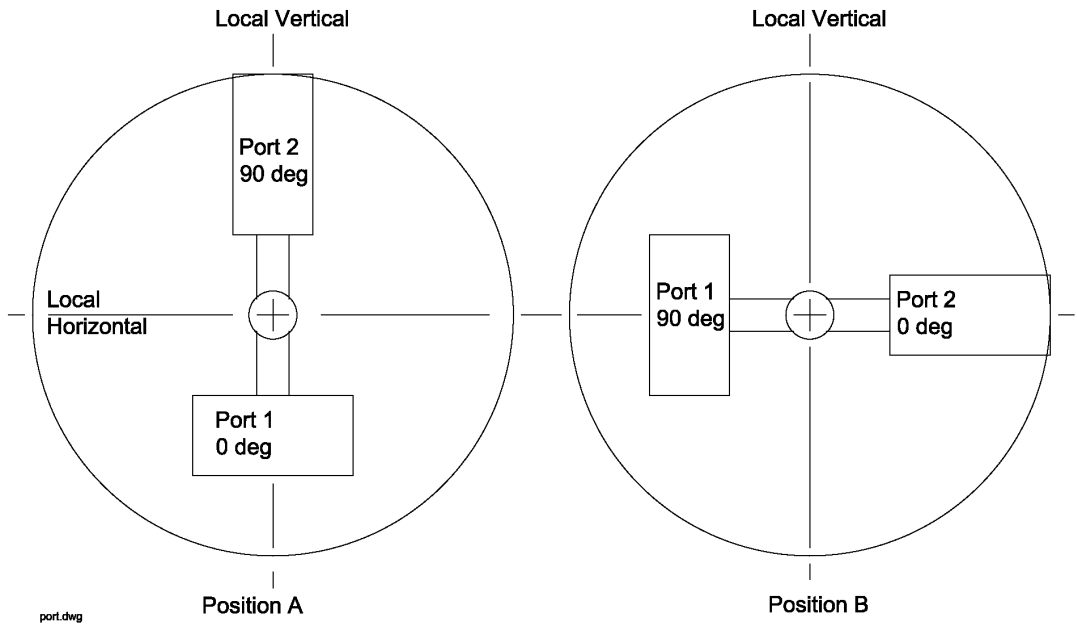 Local Vertical
Port 2
90 deg
Local
Horizontal
Port 1
0 deg
Position A
Local Vertical
Port 1
90 deg
Port 2
0 deg
Position B
port.dwg